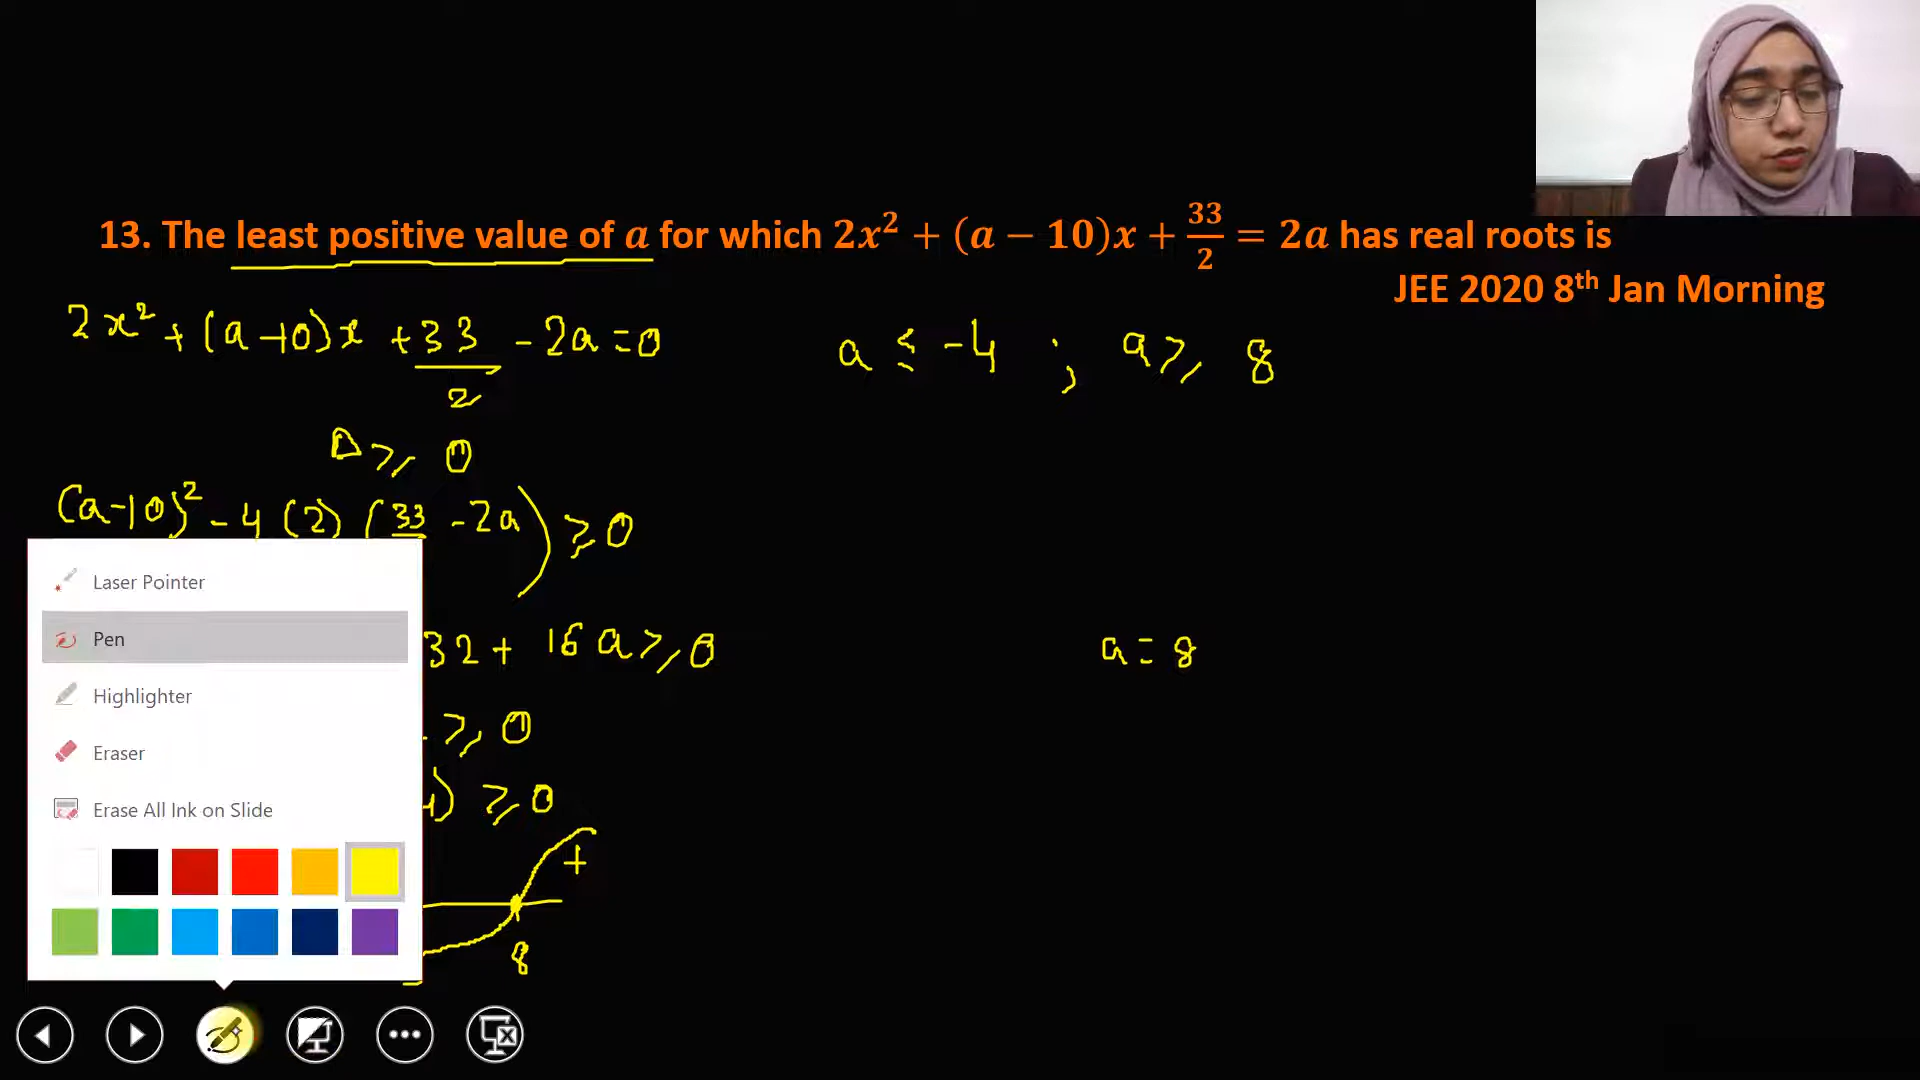 13. The least positive value of a for which 2x² + (a − 10)x + 33/2 = 2a has real roots is
JEE 2020 8th Jan Morning
2x² + (a-10)x + 33/2 - 2a = 0
a ≤ -4 ; a ≥ 8
Δ ≥ 0
(a-10)² - 4 (2) (33 - 2a) ≥ 0
32 + 16a ≥ 0
a = 8
≥ 0
) ≥ 0
+
8
Laser Pointer
Pen
Highlighter
Eraser
Erase All Ink on Slide